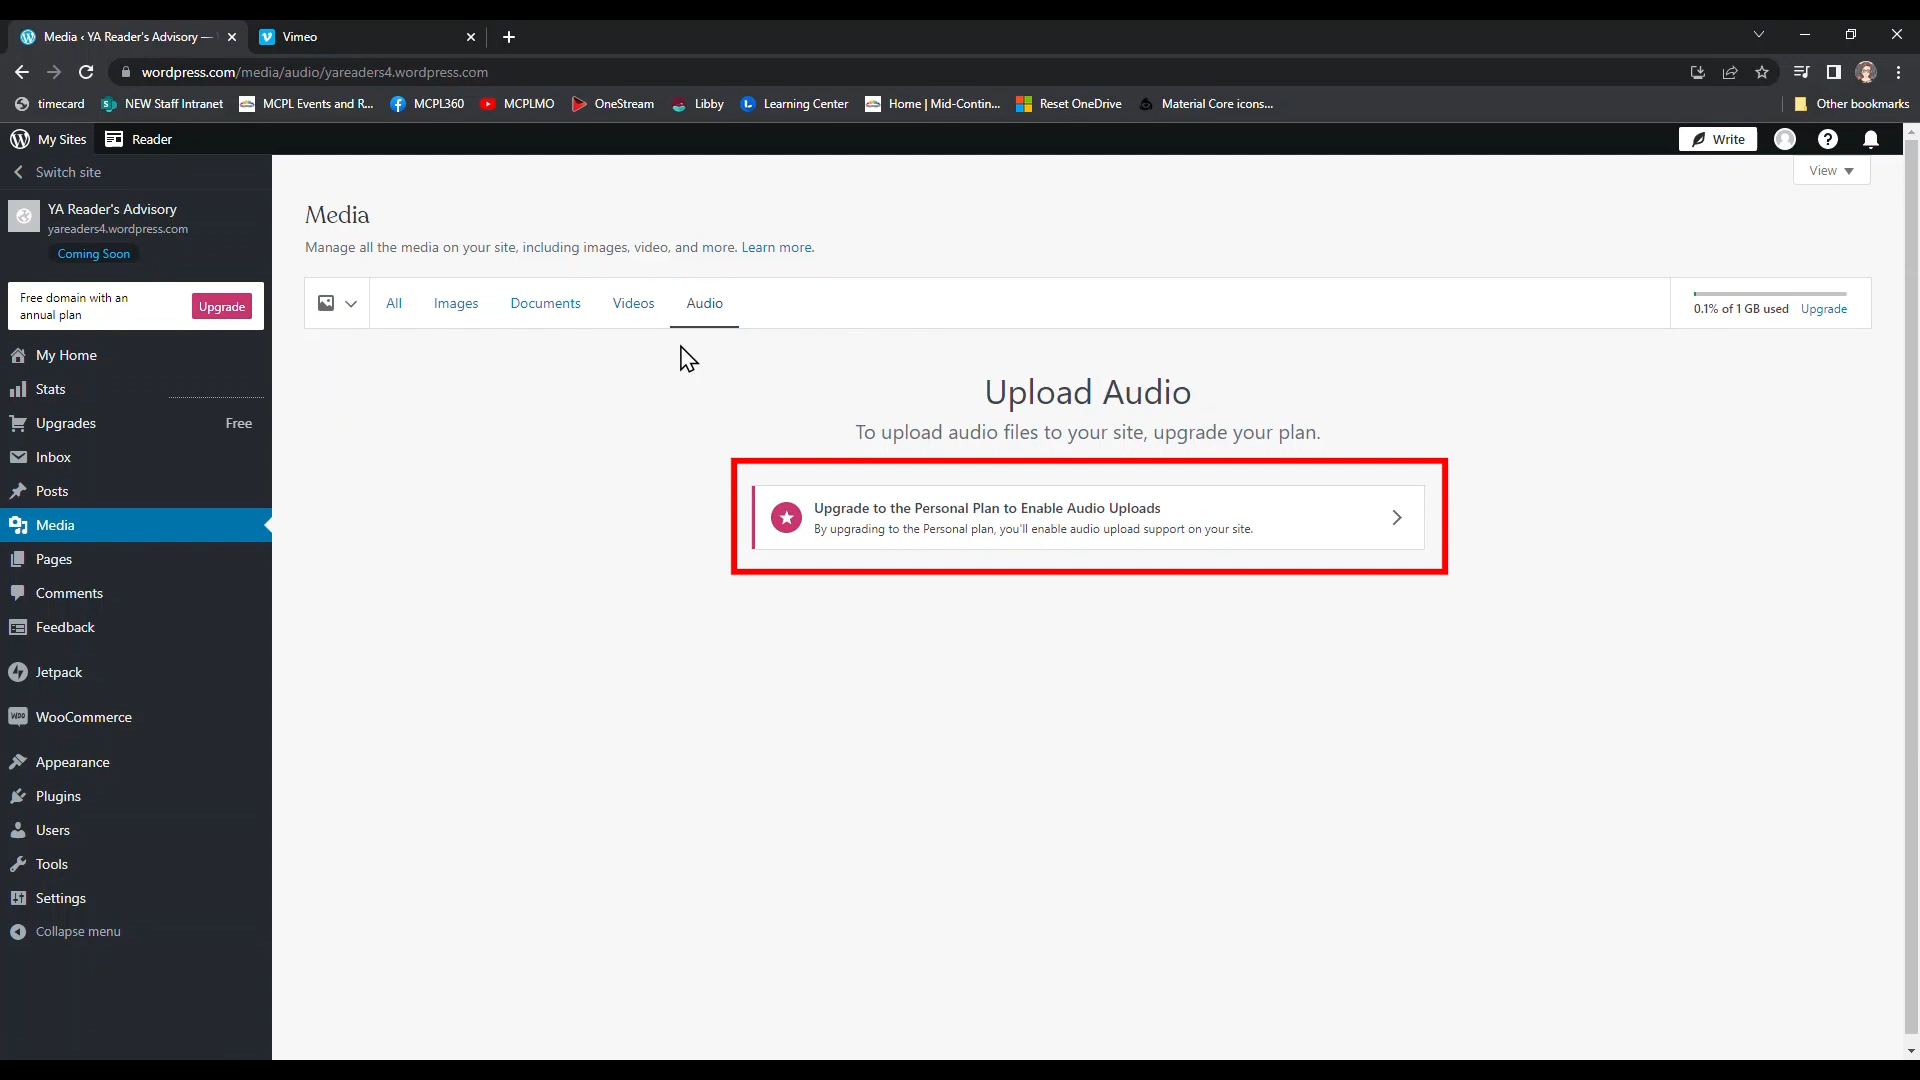 Media ‹ YA Reader's Advisory —
Vimeo
wordpress.com/media/audio/yareaders4.wordpress.com
timecard
NEW Staff Intranet
MCPL Events and R...
MCPL360
MCPLMO
OneStream
Libby
Learning Center
Home | Mid-Contin...
Reset OneDrive
Material Core icons...
Other bookmarks
My Sites
Reader
Write
Switch site
View
YA Reader's Advisory
yareaders4.wordpress.com
Coming Soon
Free domain with an
annual plan
Upgrade
My Home
Stats
Upgrades
Free
Inbox
Posts
Media
Pages
Comments
Feedback
Jetpack
WooCommerce
Appearance
Plugins
Users
Tools
Settings
Collapse menu
Media
Manage all the media on your site, including images, video, and more. Learn more.
All
Images
Documents
Videos
Audio
0.1% of 1 GB used
Upgrade
Upload Audio
To upload audio files to your site, upgrade your plan.
Upgrade to the Personal Plan to Enable Audio Uploads
By upgrading to the Personal plan, you'll enable audio upload support on your site.